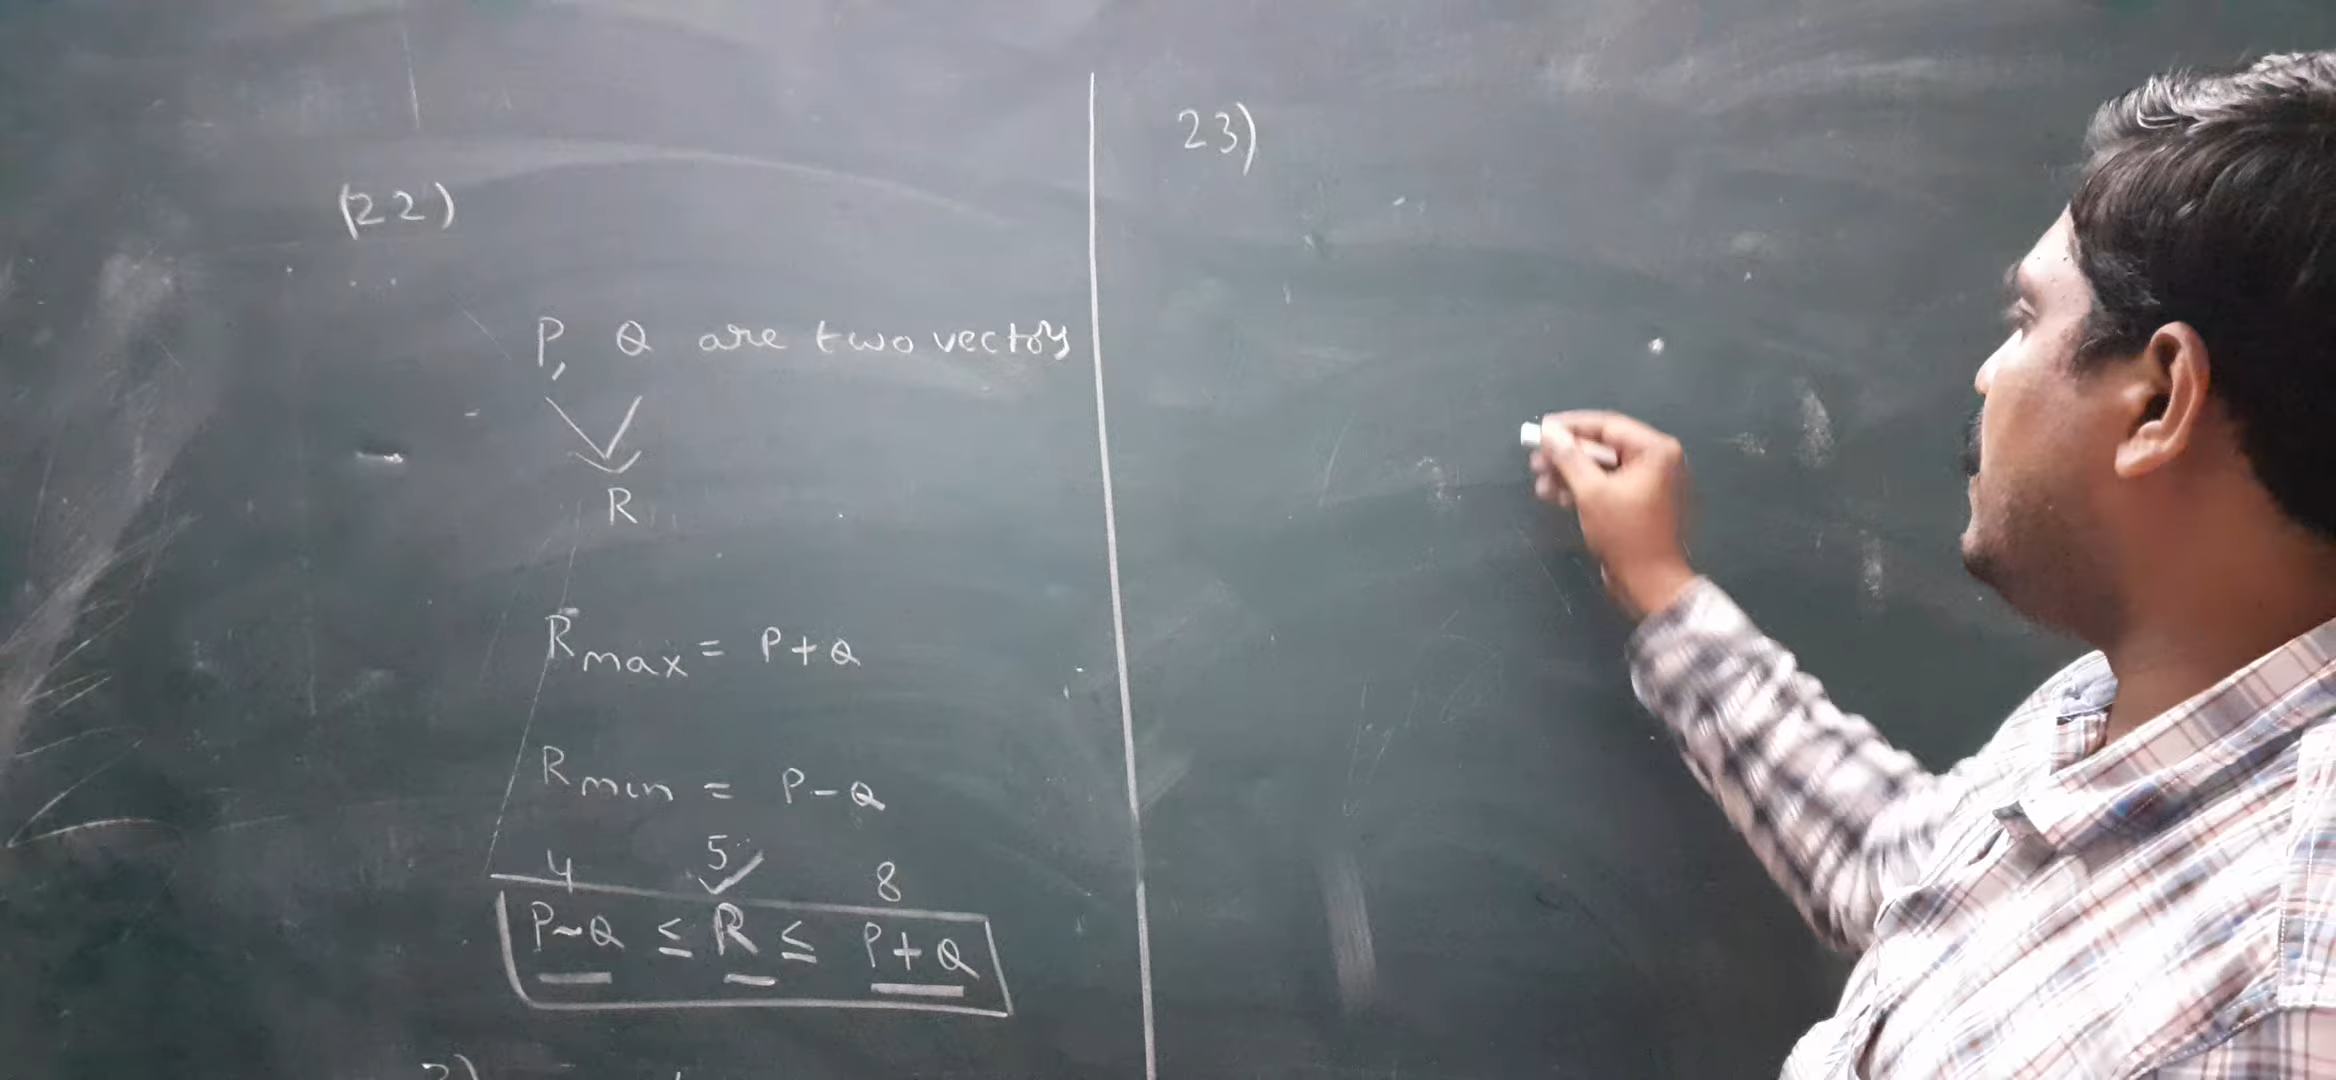 (22)
P, Q are two vectors
R
Rmax = P+Q
Rmin = P-Q
4 5 8
P~Q ≤ R ≤ P+Q
23)